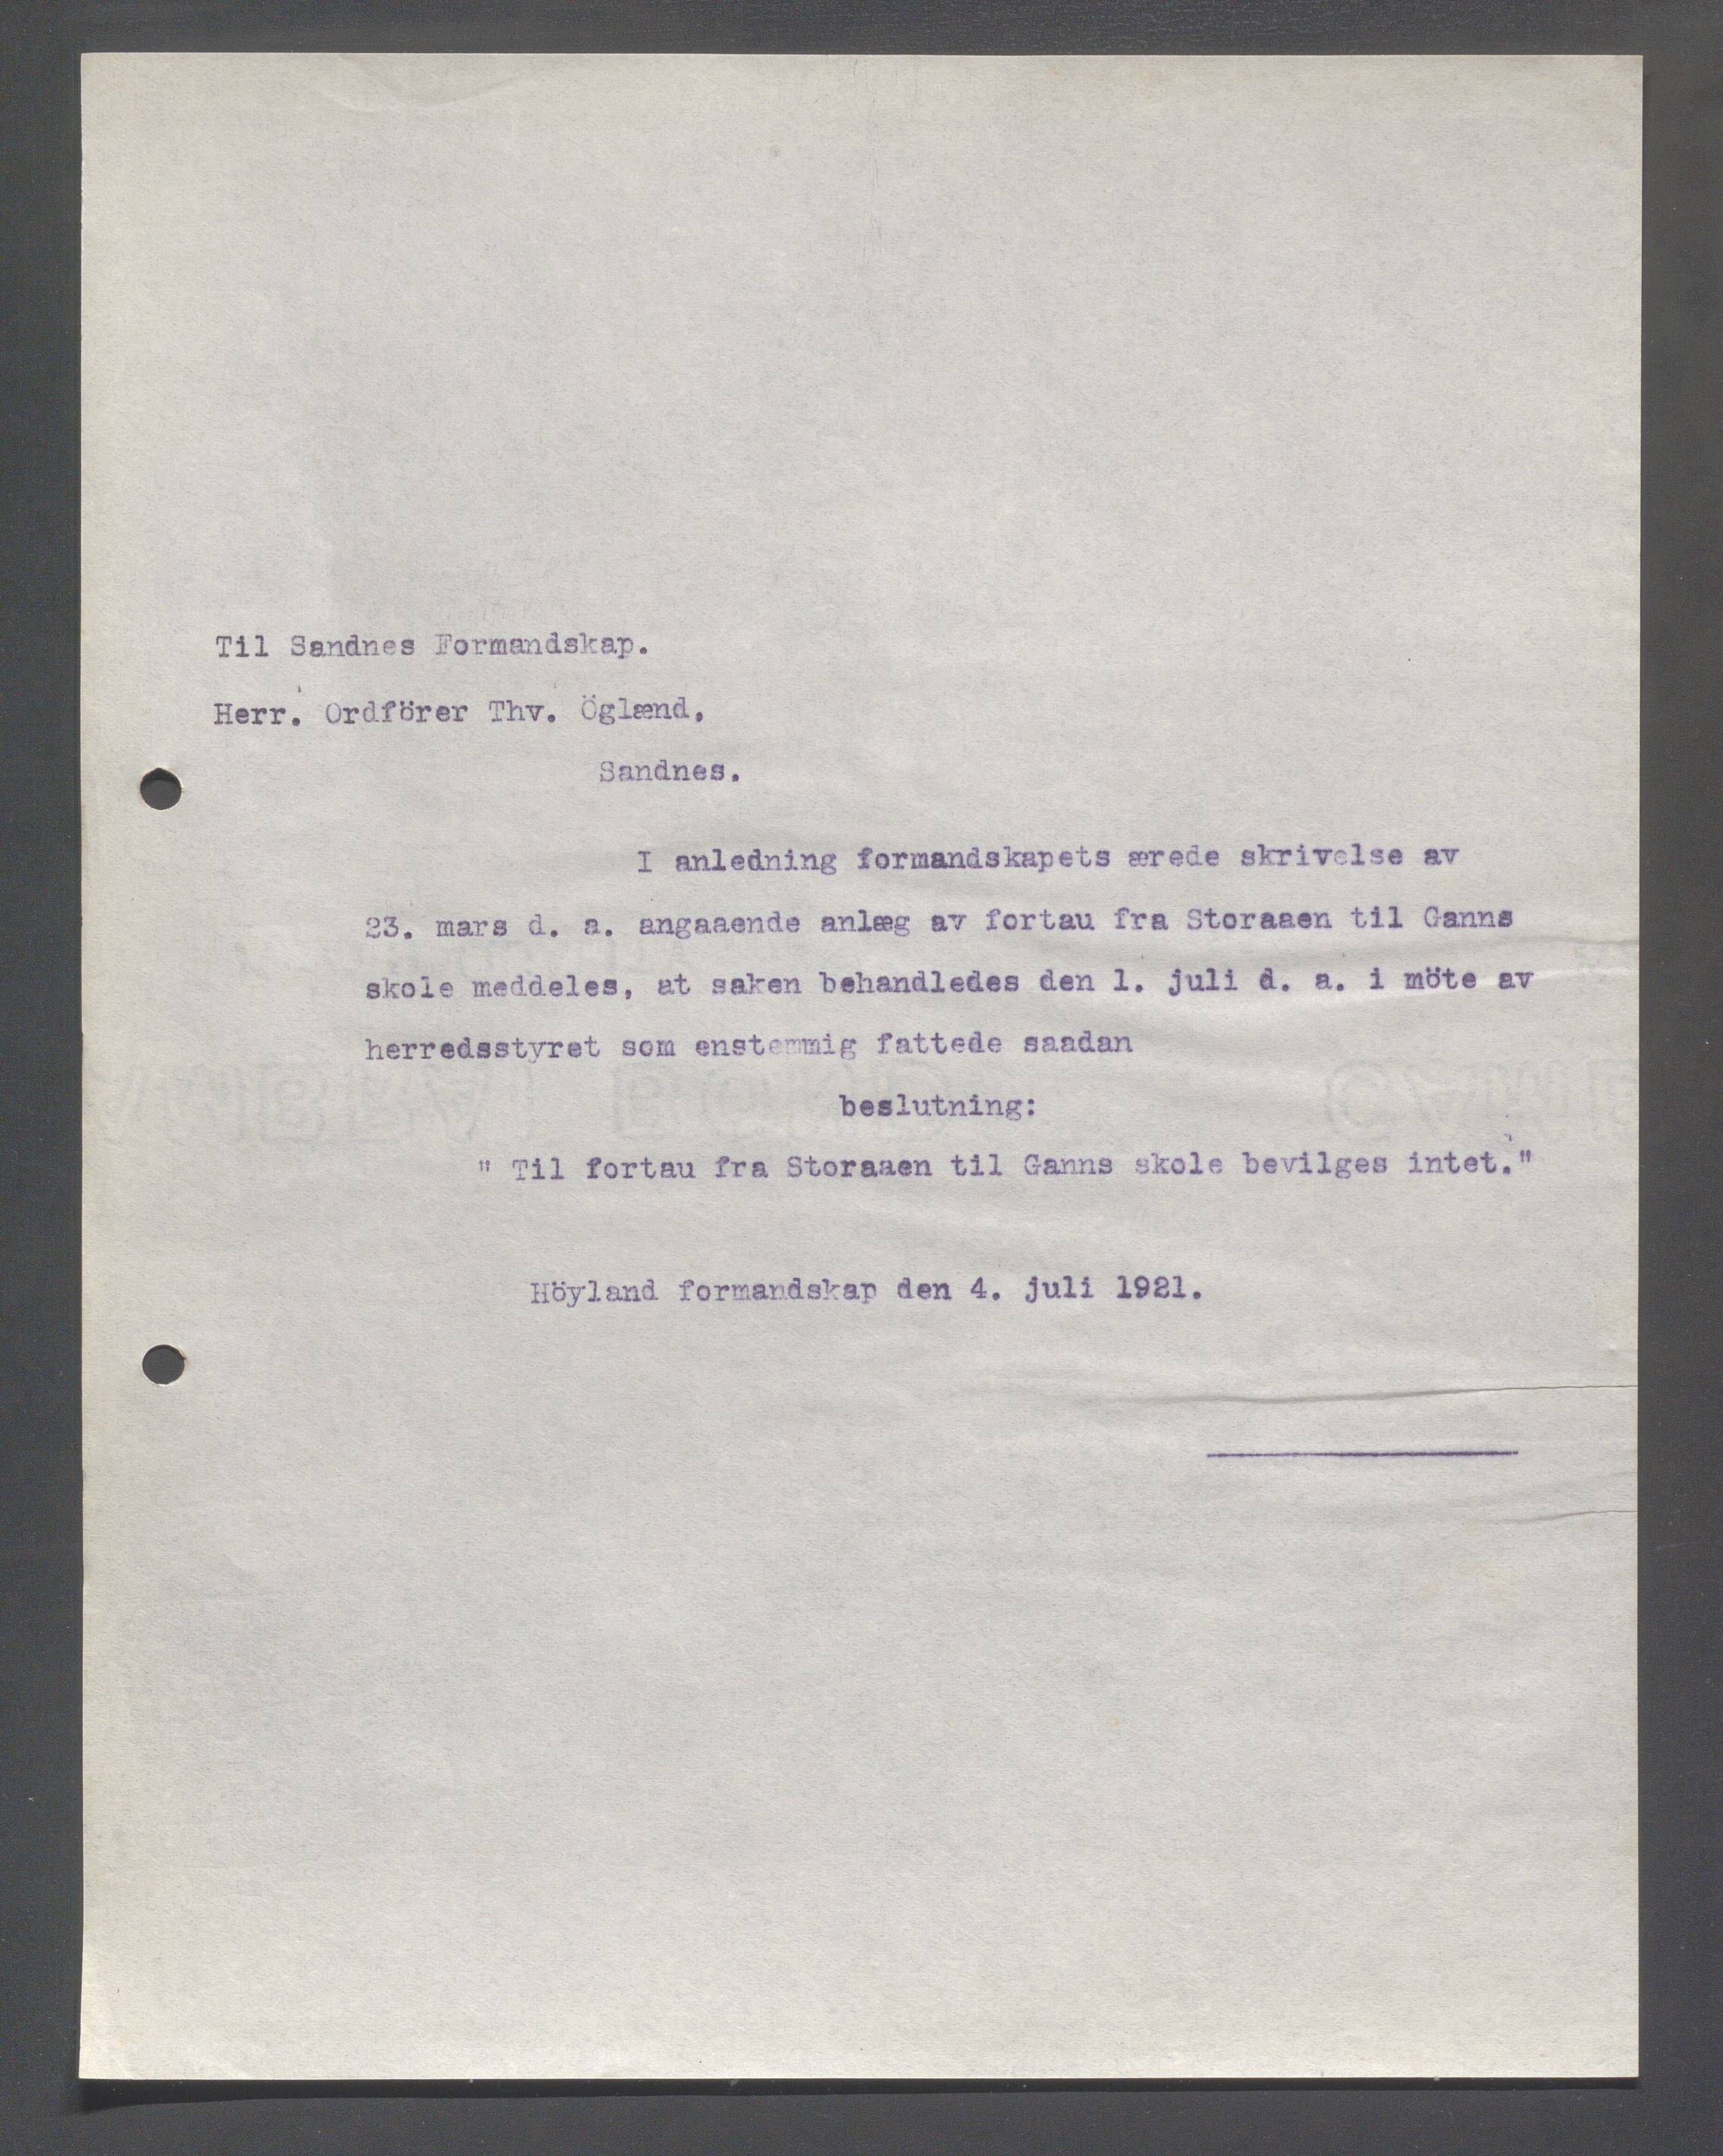 Til Sandnes Formandskap.
Herr. Ordförer Thv. Öglænd,
Sandnes.
I anledning formandskapets ærede skrivelse av
23. mars d. a. angaaende anlæg av fortau fra Storaaen til Ganns
skole meddeles, at saken behandledes den 1. juli d. a. i möte av
herredsstyret som enstemmig fattede saadan
beslutning:
" Til fortau fra Storaaen til Ganns skole bevilges intet."
Höyland formandskap den 4. juli 1921.